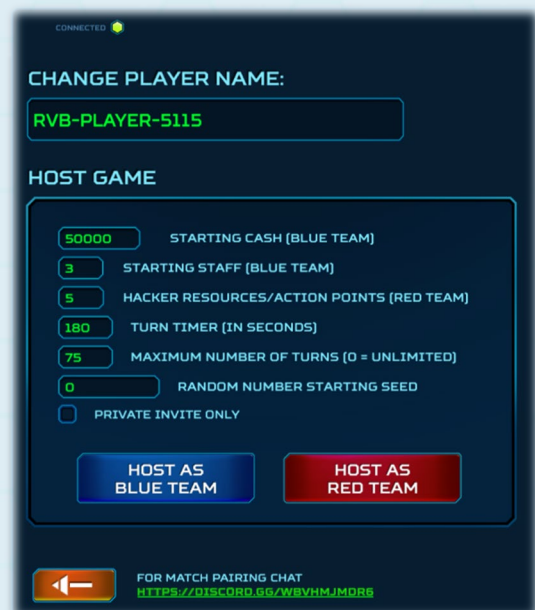 CONNECTED
CHANGE PLAYER NAME:
RVB-PLAYER-5115
HOST GAME
50000 STARTING CASH (BLUE TEAM)
3 STARTING STAFF (BLUE TEAM)
5 HACKER RESOURCES/ACTION POINTS (RED TEAM)
180 TURN TIMER (IN SECONDS)
75 MAXIMUM NUMBER OF TURNS (0 = UNLIMITED)
0 RANDOM NUMBER STARTING SEED
PRIVATE INVITE ONLY
HOST AS
BLUE TEAM
HOST AS
RED TEAM
FOR MATCH PAIRING CHAT
HTTPS://DISCORD.GG/WBVHMJMDR6